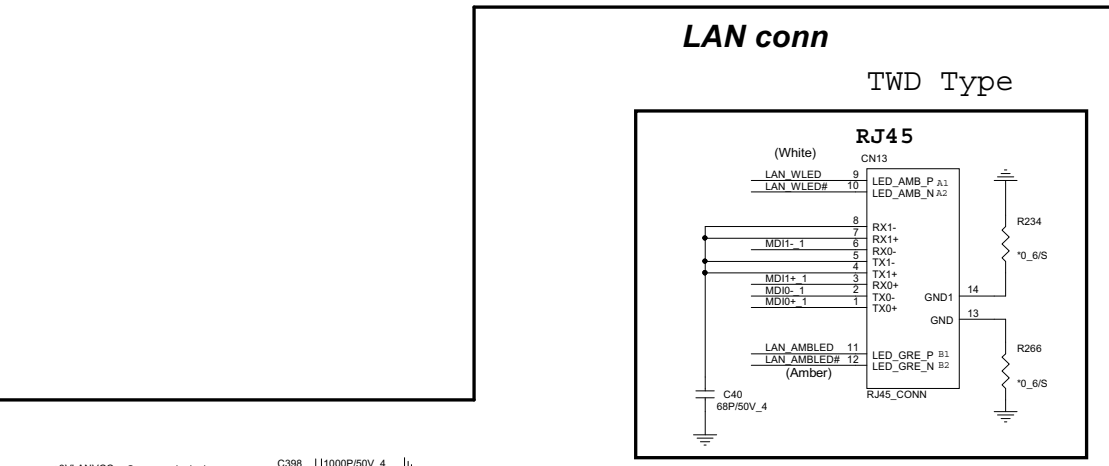 LAN conn
TWD Type
RJ45
(White)
CN13
LAN_WLED 9 LED_AMB_P A1
LAN_WLED# 10 LED_AMB_N A2
8 RX1-
7 RX1+
MDI1-_1 6 RX0-
5 TX1-
4 TX1+
MDI1+_1 3 RX0+
MDI0-_1 2 TX0-
MDI0+_1 1 TX0+
GND1 14
GND 13
R234
*0_6/S
R266
*0_6/S
LAN_AMBLED 11 LED_GRE_P B1
LAN_AMBLED# 12 LED_GRE_N B2
(Amber)
RJ45_CONN
C40
68P/50V_4
C398 1000P/50V_4